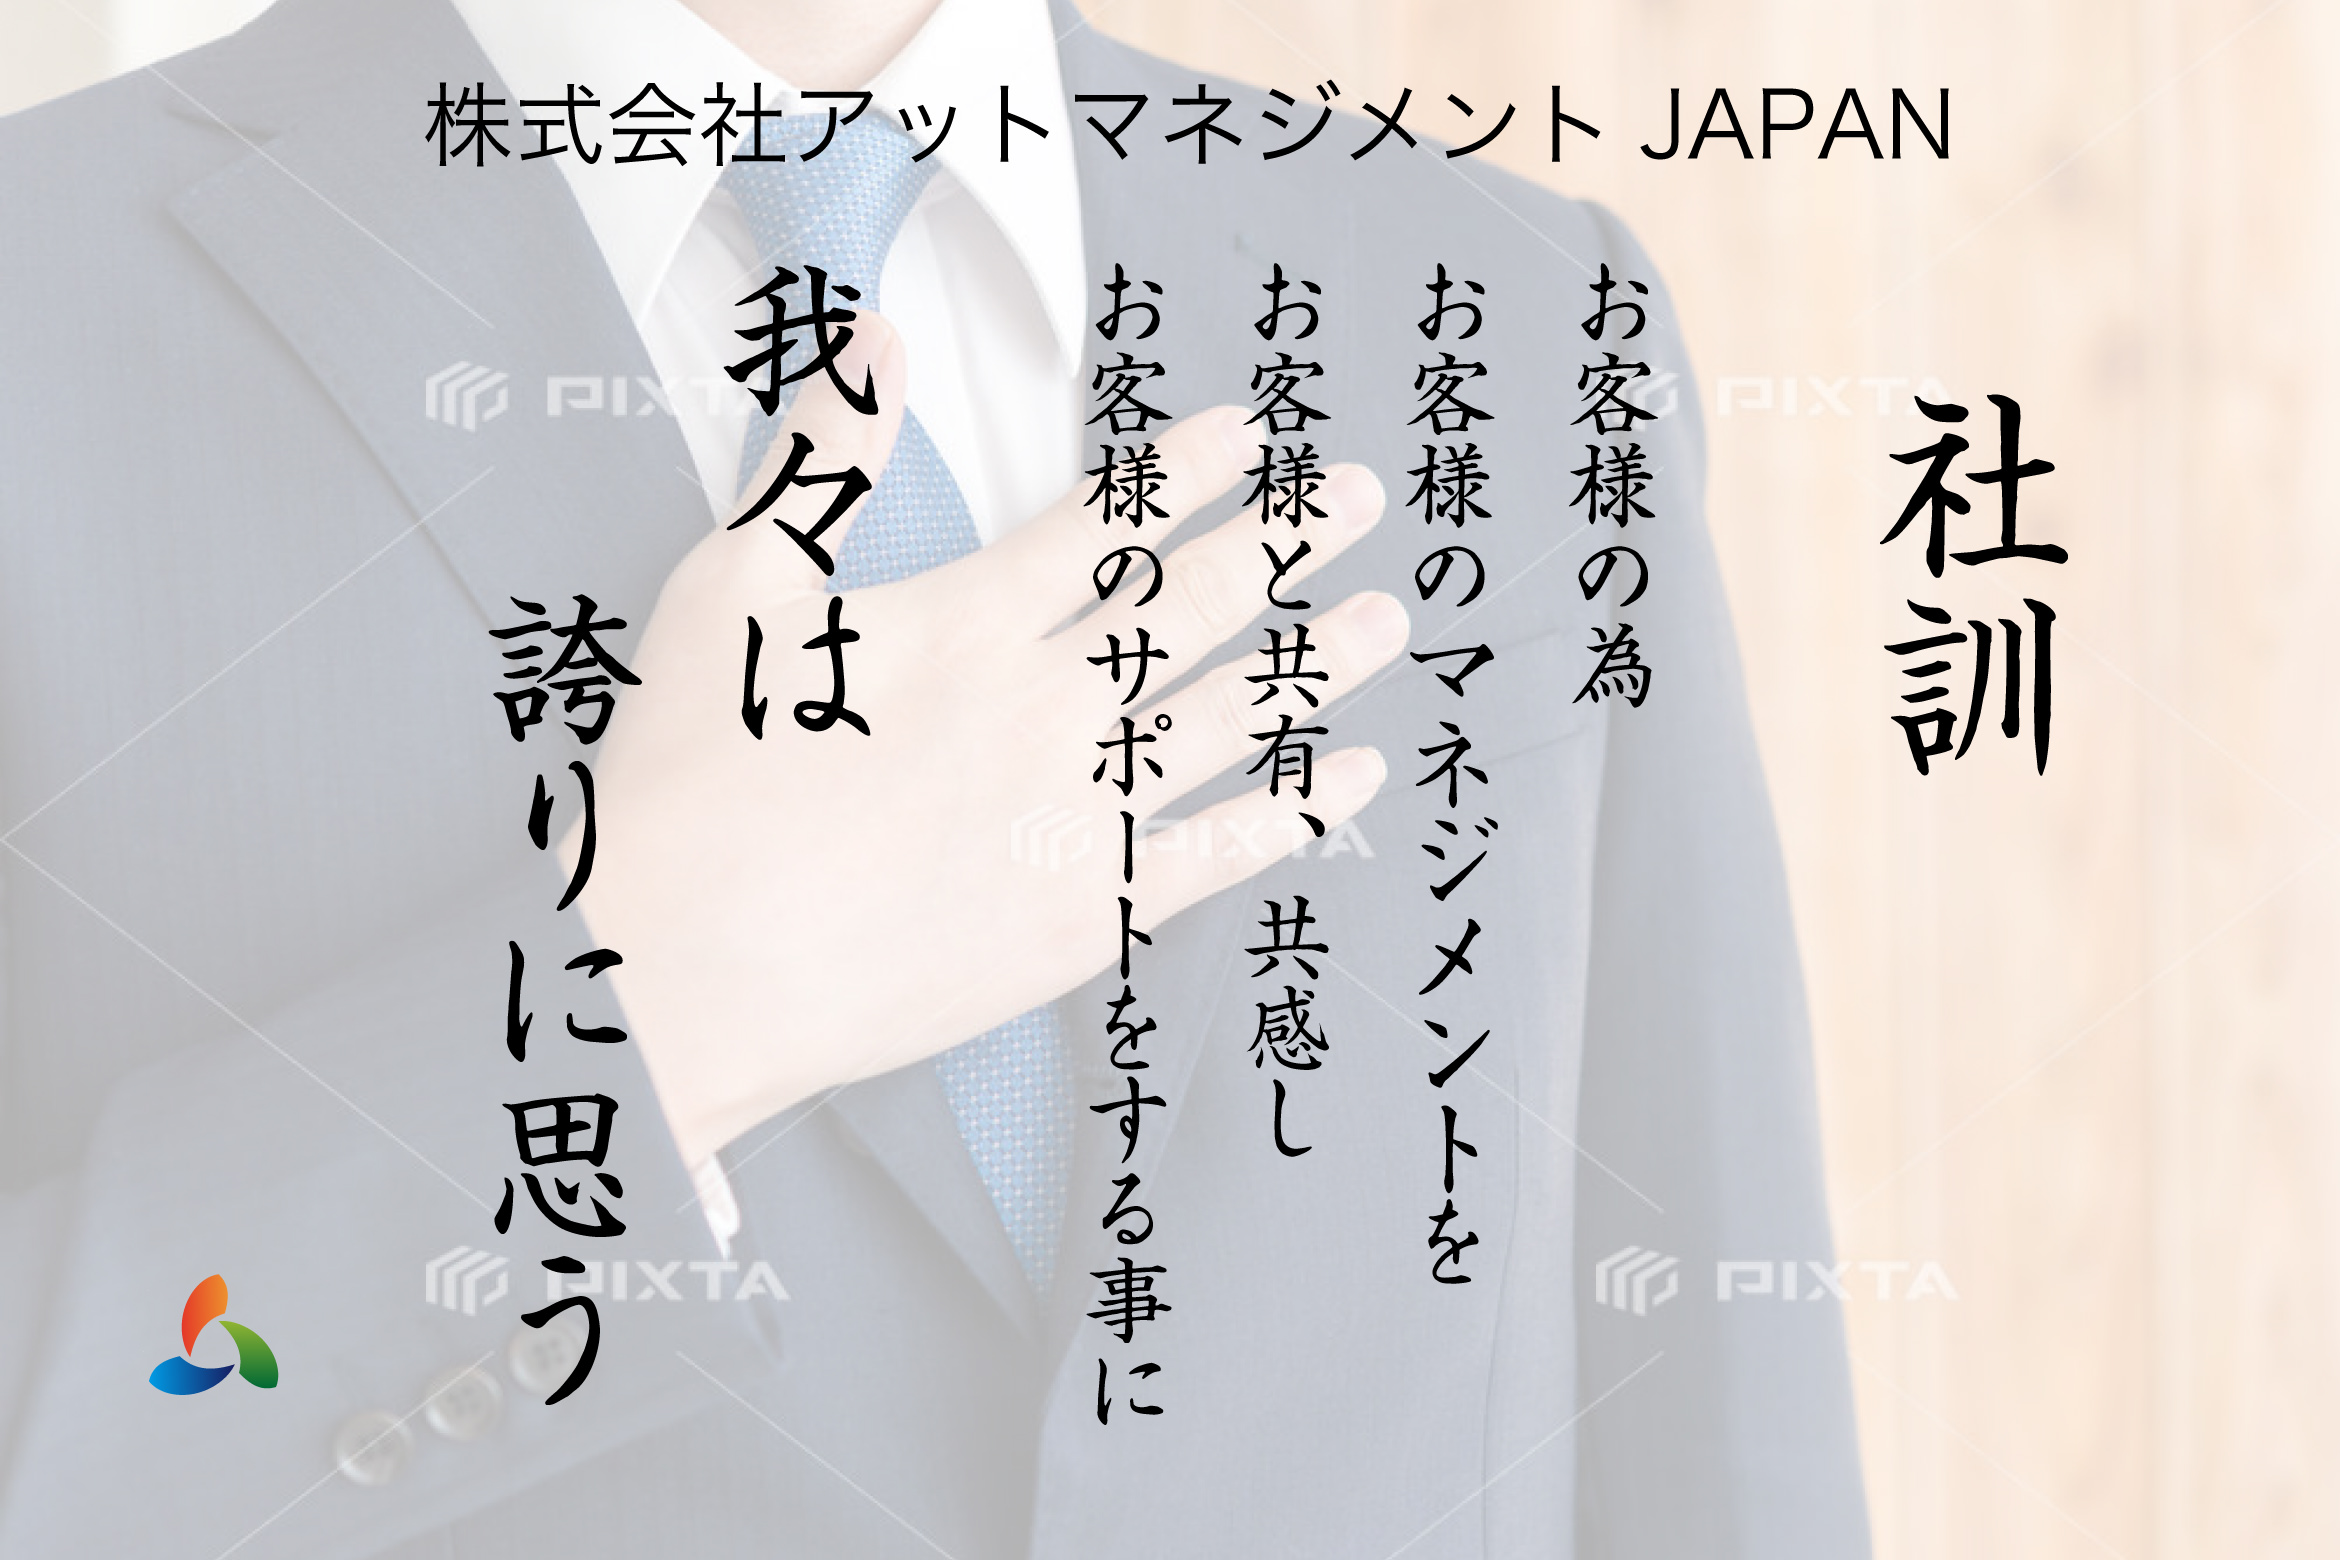 株式会社アットマネジメント JAPAN
社訓
お客様の為
お客様のマネジメントを
お客様と共有、共感し
お客様のサポートをする事に
我々は
誇りに思う
PIXTA
PIXTA
PIXTA
PIXTA
PIXTA